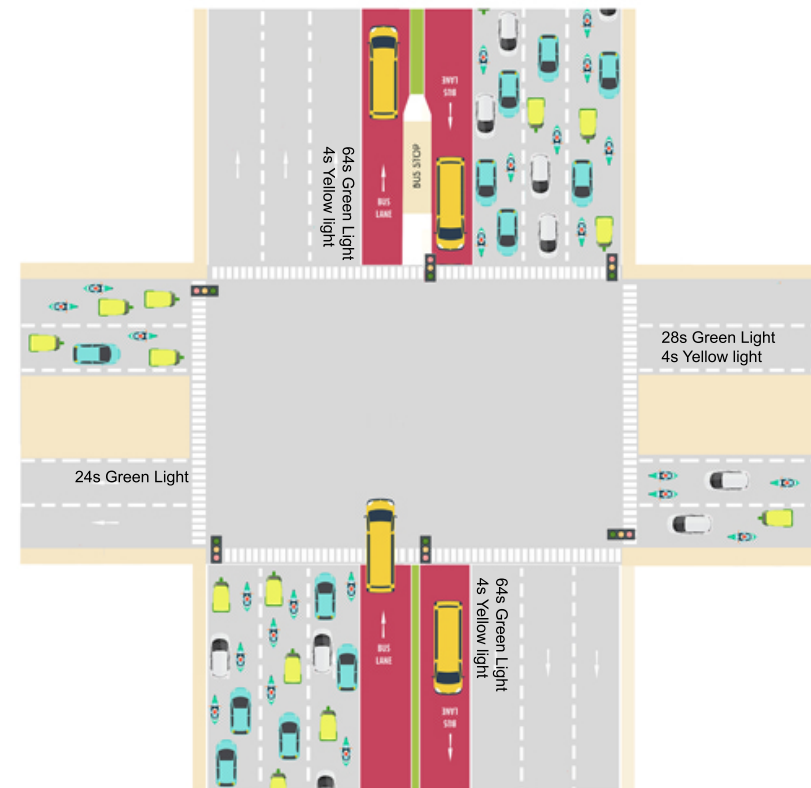 BUS
LANE
64s Green Light
4s Yellow light
BUS STOP
BUS
LANE
28s Green Light
4s Yellow light
24s Green Light
BUS
LANE
64s Green Light
4s Yellow light
BUS
LANE